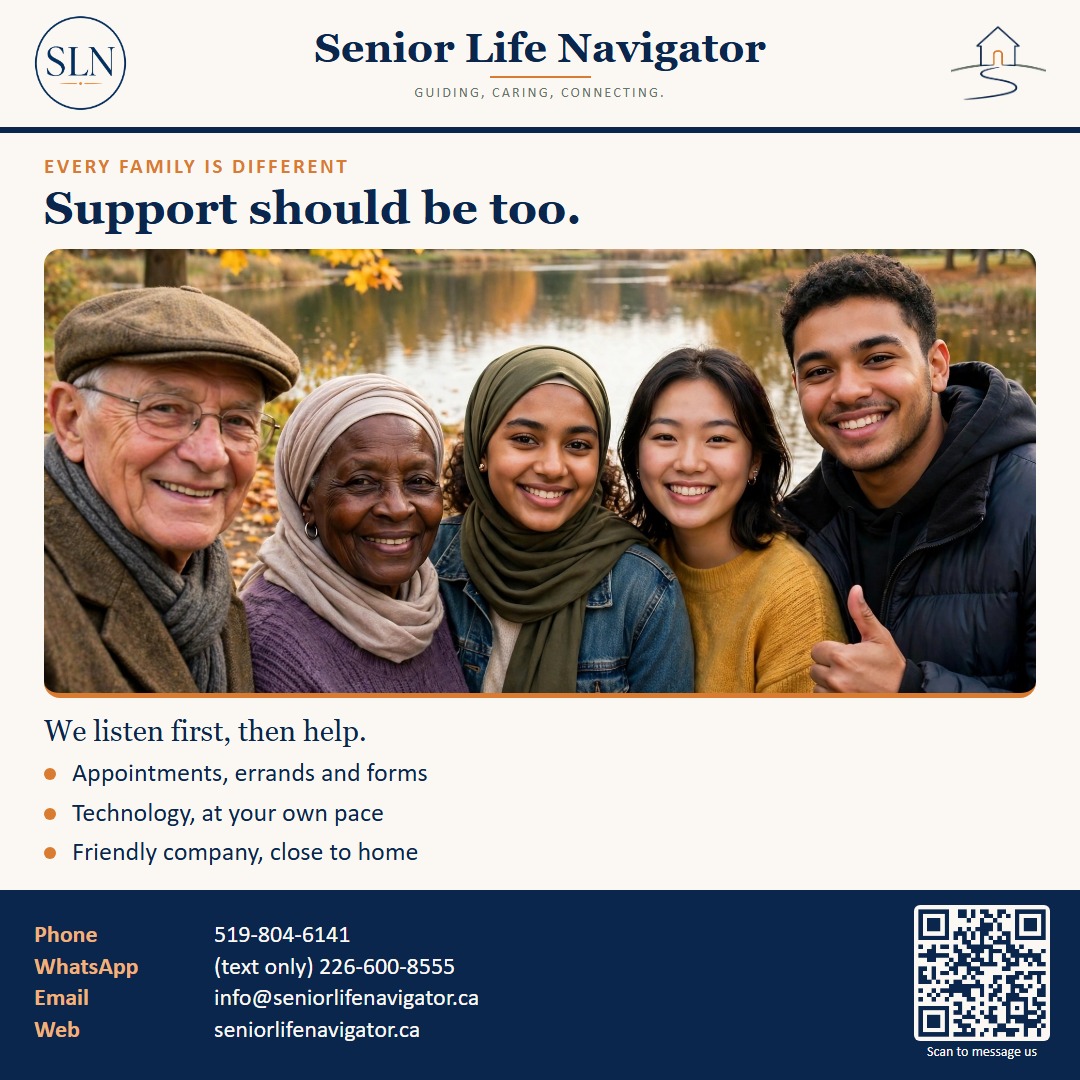 SLN
Senior Life Navigator
GUIDING, CARING, CONNECTING.
EVERY FAMILY IS DIFFERENT
Support should be too.
We listen first, then help.
Appointments, errands and forms
Technology, at your own pace
Friendly company, close to home
Phone 519-804-6141
WhatsApp (text only) 226-600-8555
Email info@seniorlifenavigator.ca
Web seniorlifenavigator.ca
Scan to message us